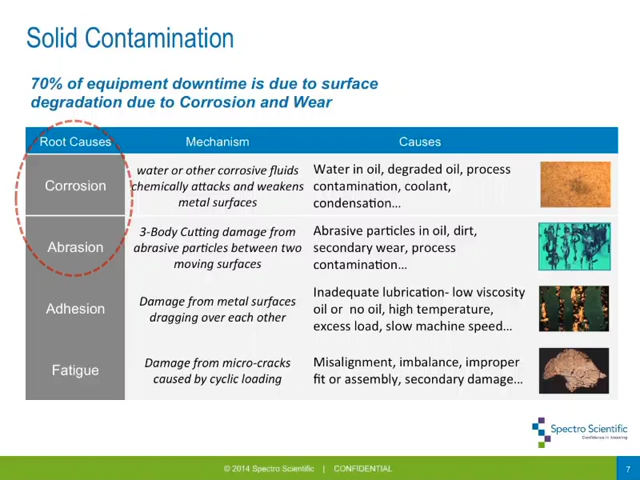 Solid Contamination
70% of equipment downtime is due to surface
degradation due to Corrosion and Wear
Root Causes Mechanism Causes
Corrosion
water or other corrosive fluids
chemically attacks and weakens
metal surfaces
Water in oil, degraded oil, process
contamination, coolant,
condensation...
Abrasion
3-Body Cutting damage from
abrasive particles between two
moving surfaces
Abrasive particles in oil, dirt,
secondary wear, process
contamination...
Adhesion
Damage from metal surfaces
dragging over each other
Inadequate lubrication- low viscosity
oil or no oil, high temperature,
excess load, slow machine speed...
Fatigue
Damage from micro-cracks
caused by cyclic loading
Misalignment, imbalance, improper
fit or assembly, secondary damage...
Spectro Scientific
Confidence in knowing
© 2014 Spectro Scientific | CONFIDENTIAL
7